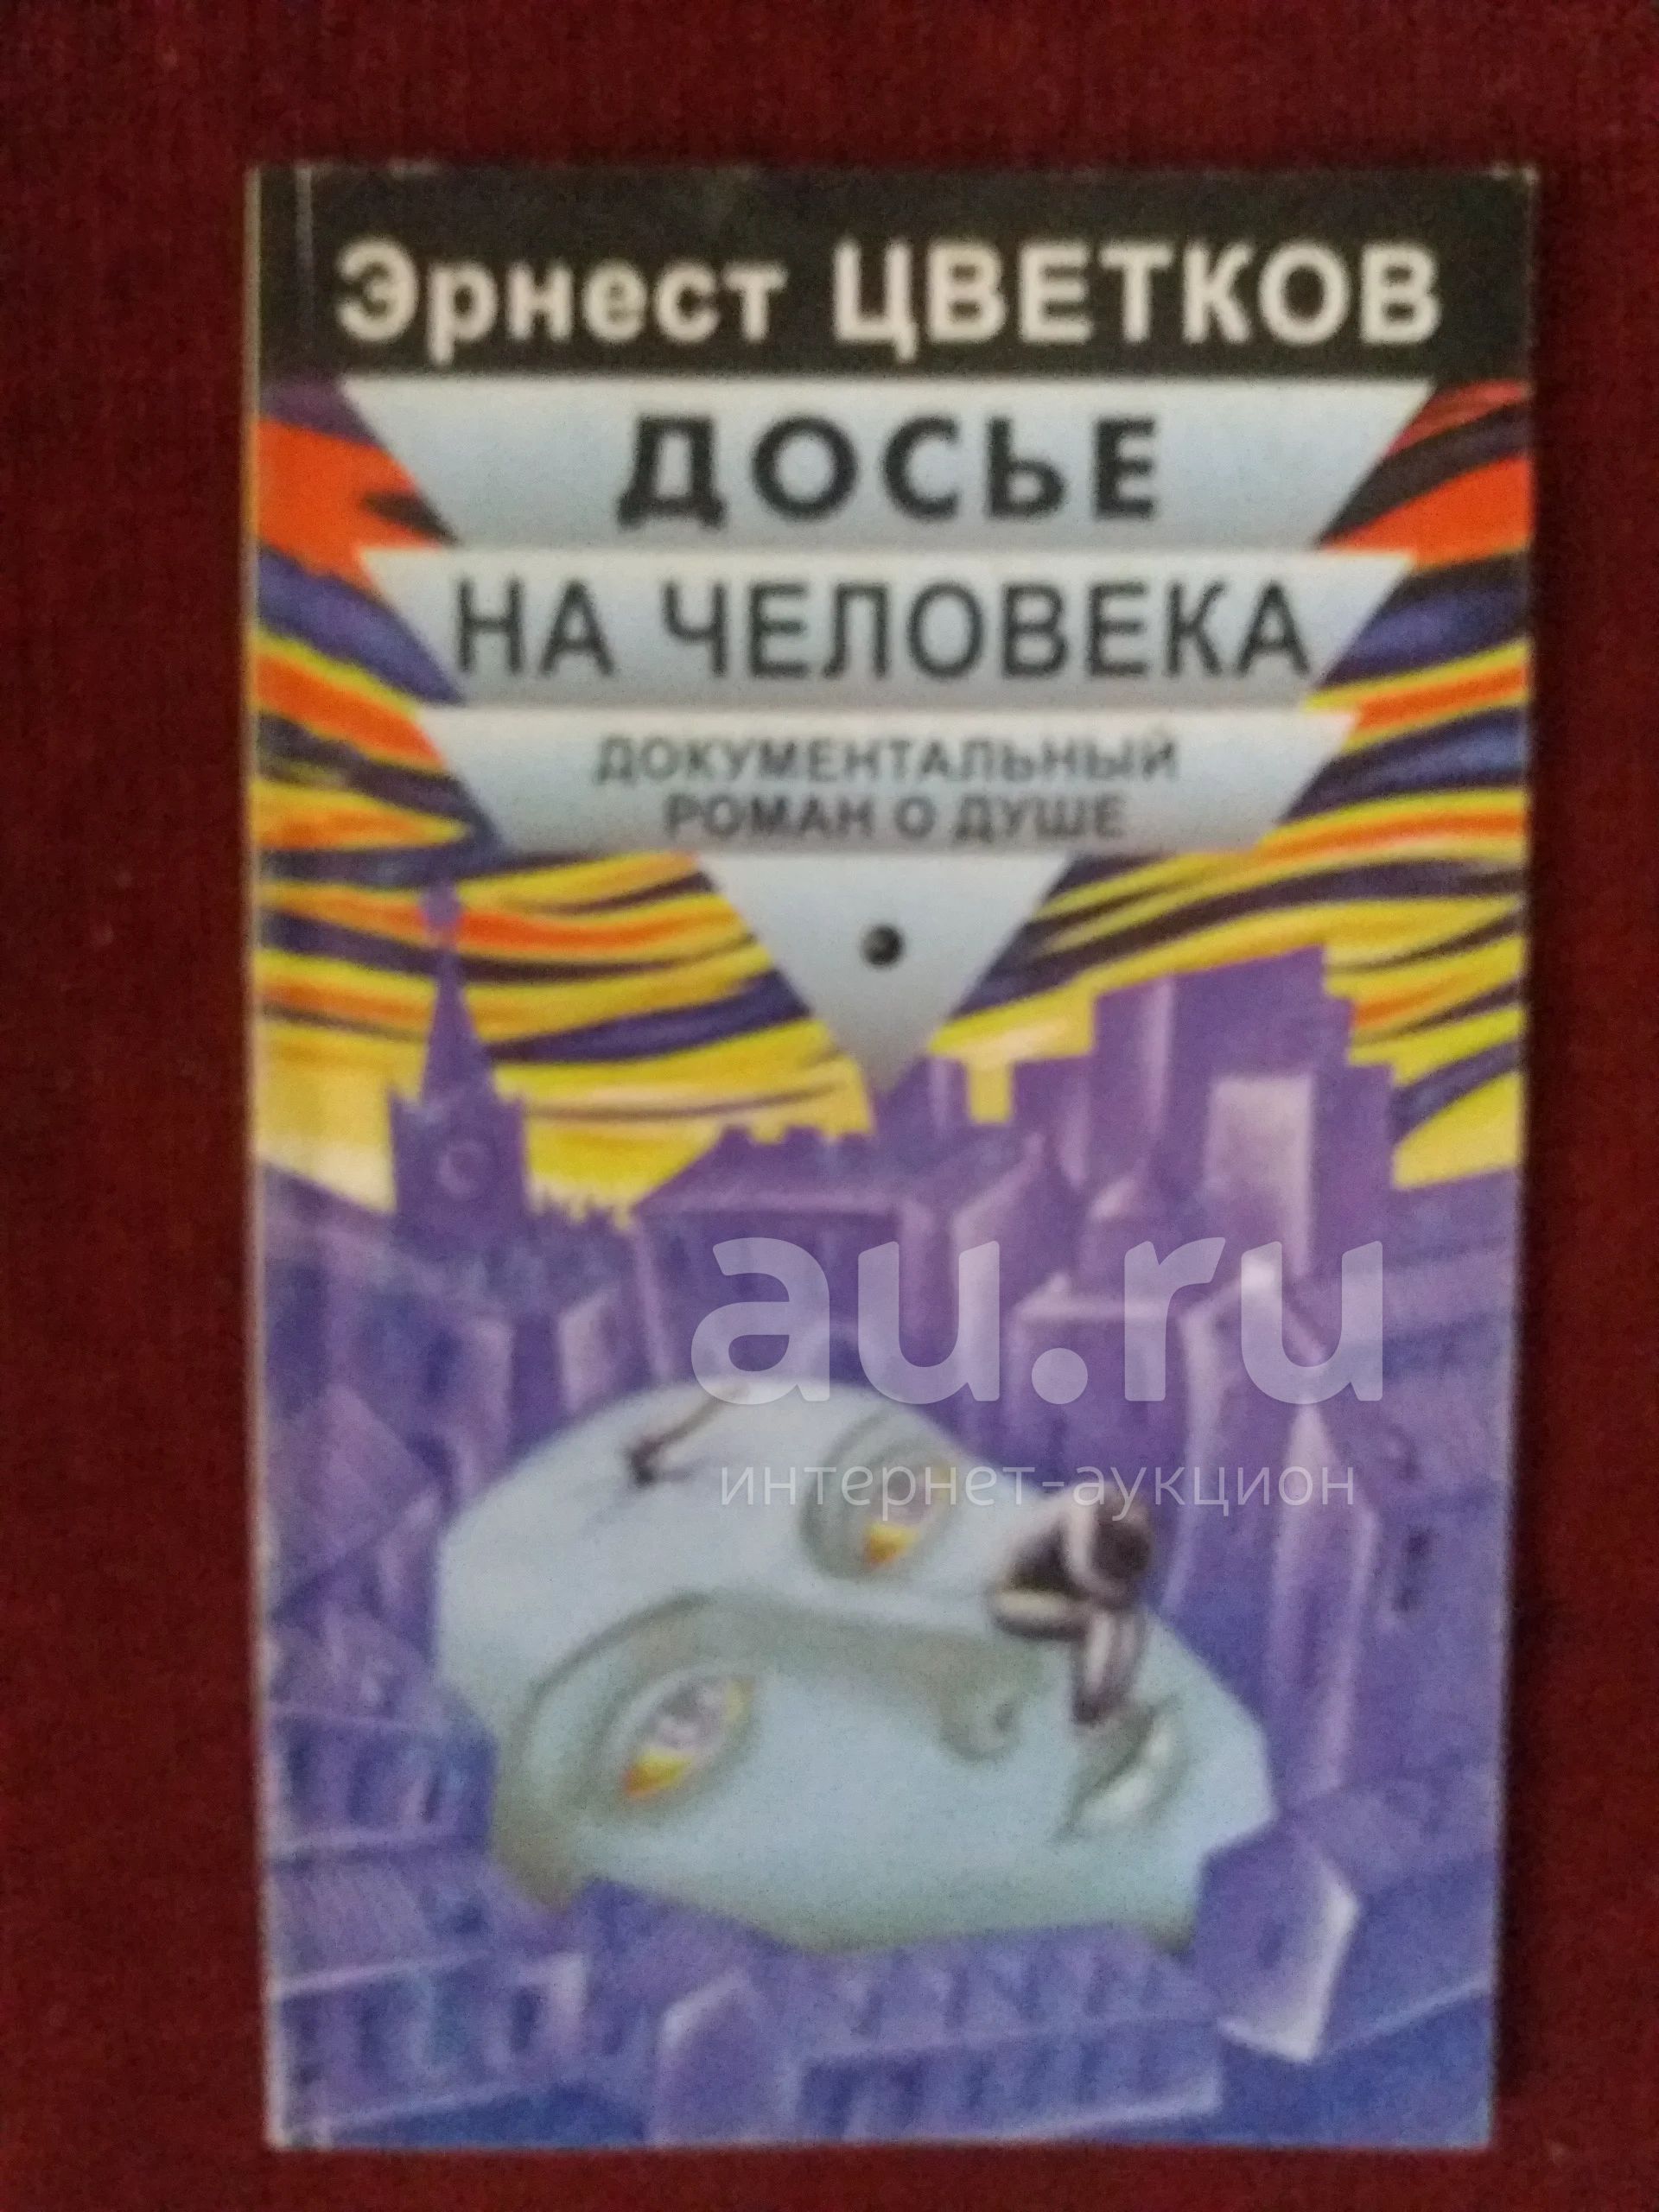 Эрнест ЦВЕТКОВ
ДОСЬЕ
НА ЧЕЛОВЕКА
ДОКУМЕНТАЛЬНЫЙ
РОМАН О ДУШЕ
au.ru
интернет-аукцион